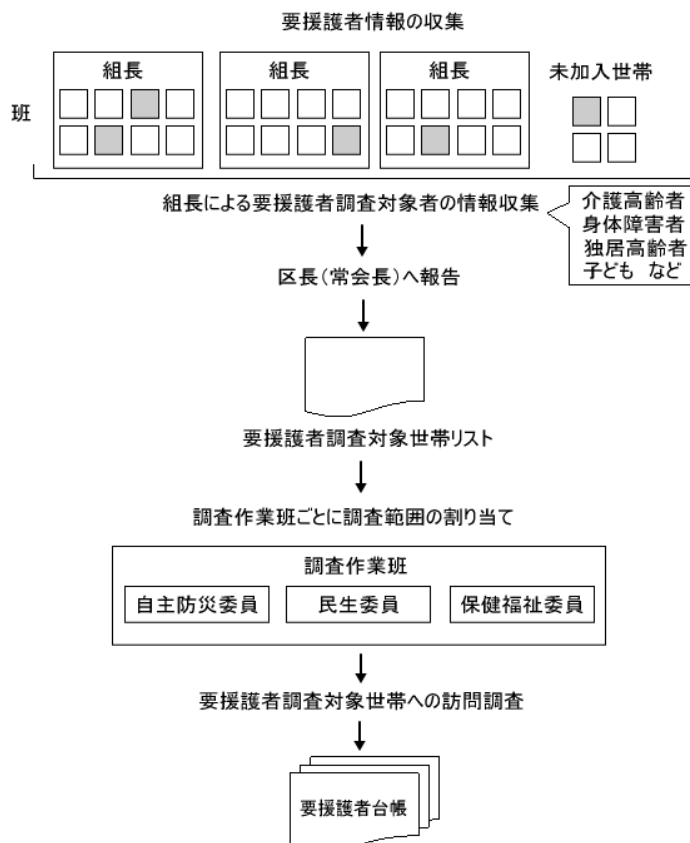 要援護者情報の収集
組長
組長
組長
未加入世帯
班
組長による要援護者調査対象者の情報収集
介護高齢者
身体障害者
独居高齢者
子ども など
区長(常会長)へ報告
要援護者調査対象世帯リスト
調査作業班ごとに調査範囲の割り当て
調査作業班
自主防災委員
民生委員
保健福祉委員
要援護者調査対象世帯への訪問調査
要援護者台帳